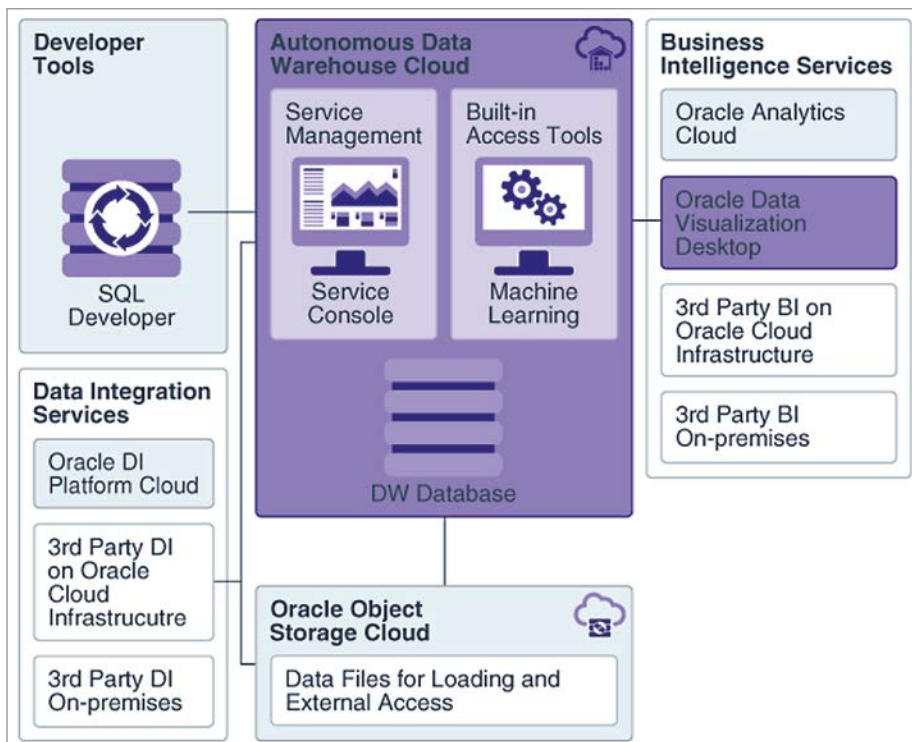 Developer
Tools
SQL
Developer
Data Integration
Services
Oracle DI
Platform Cloud
3rd Party DI
on Oracle
Cloud
Infrastrucutre
3rd Party DI
On-premises
Autonomous Data
Warehouse Cloud
Service
Management
Service
Console
Built-in
Access Tools
Machine
Learning
DW Database
Oracle Object
Storage Cloud
Data Files for Loading and
External Access
Business
Intelligence Services
Oracle Analytics
Cloud
Oracle Data
Visualization
Desktop
3rd Party BI on
Oracle Cloud
Infrastructure
3rd Party BI
On-premises